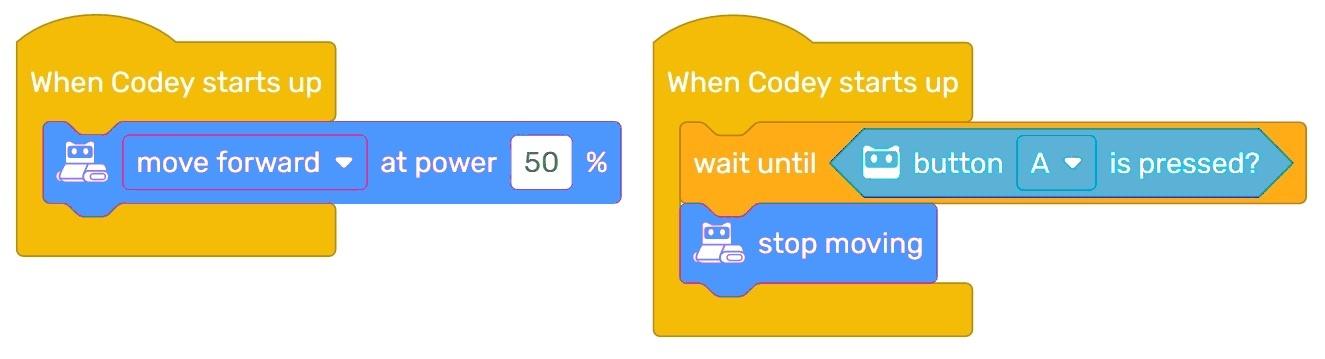 When Codey starts up
move forward at power 50 %
When Codey starts up
wait until button A is pressed?
stop moving